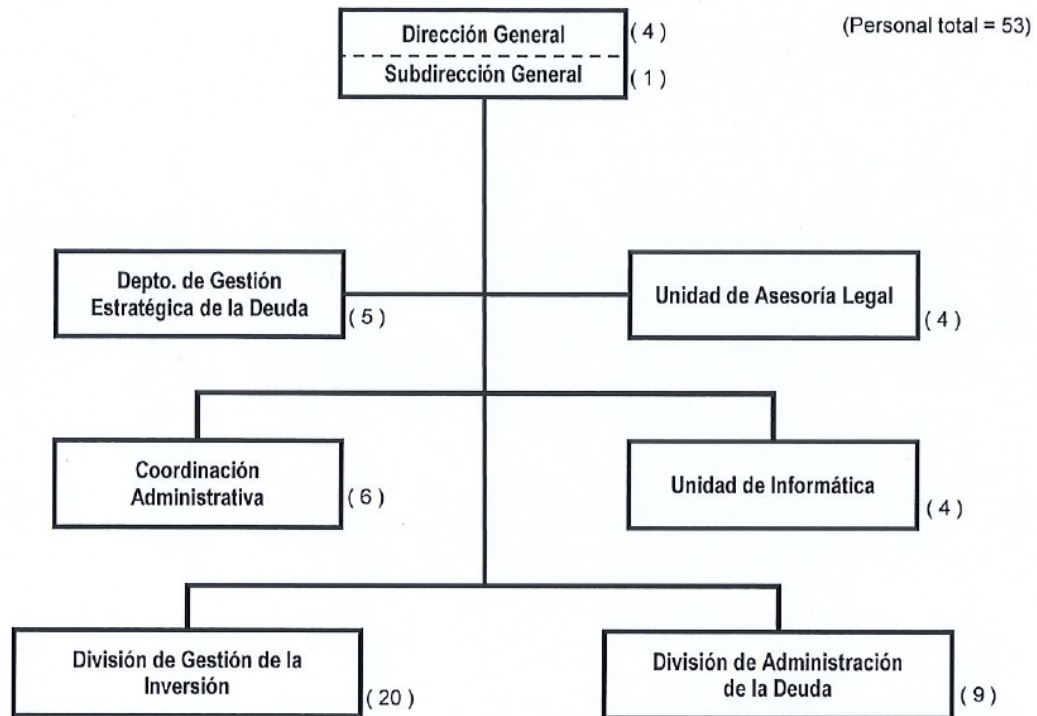 Dirección General
( 4 )
(Personal total = 53)
Subdirección General
( 1 )
Depto. de Gestión
Estratégica de la Deuda
( 5 )
Unidad de Asesoría Legal
( 4 )
Coordinación
Administrativa
( 6 )
Unidad de Informática
( 4 )
División de Gestión de la
Inversión
( 20 )
División de Administración
de la Deuda
( 9 )